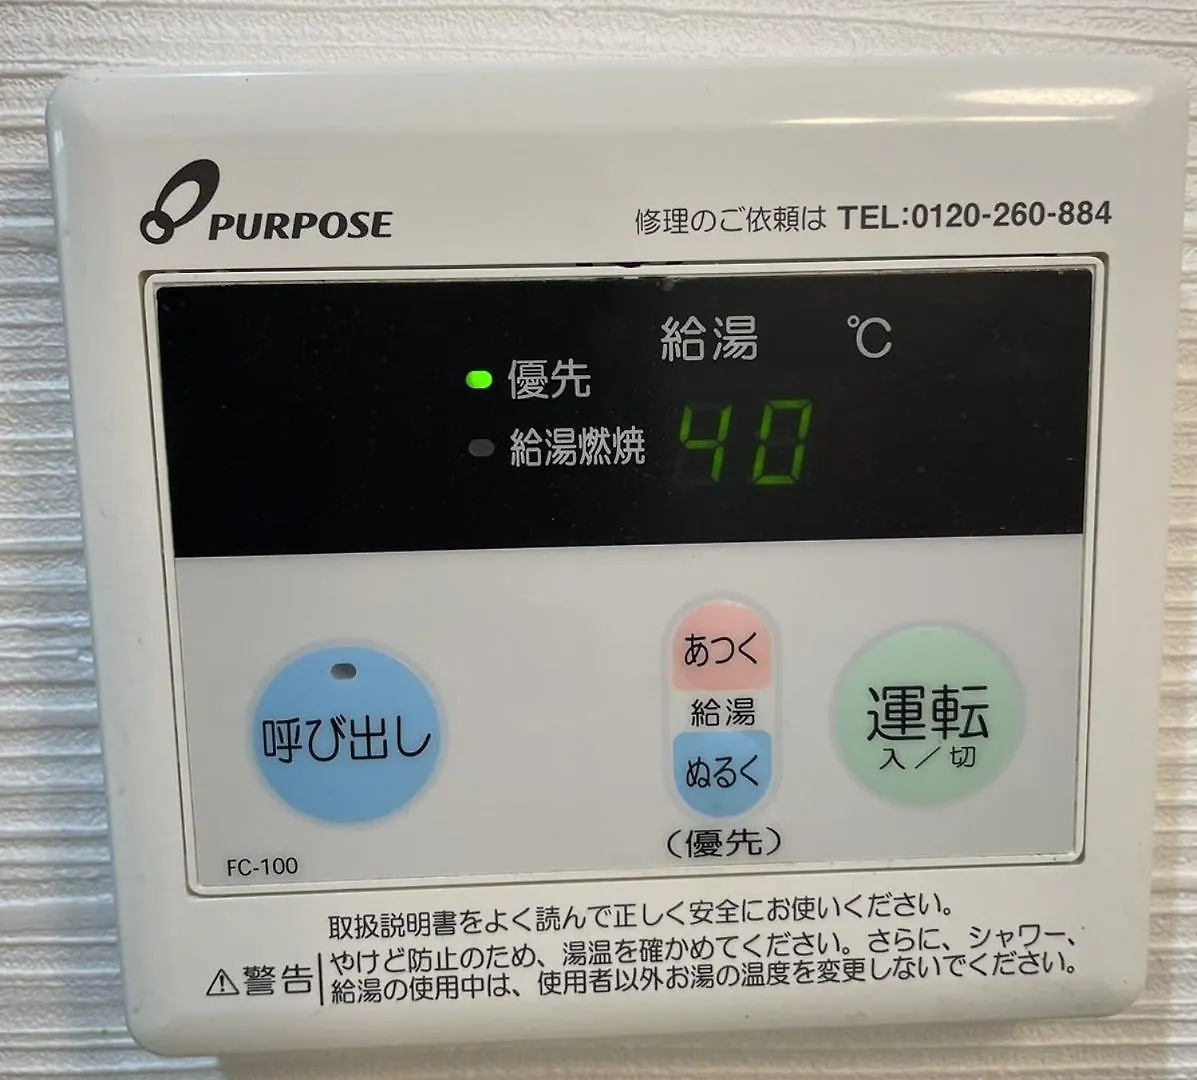 PURPOSE
修理のご依頼は TEL:0120-260-884
給湯 ℃
優先
給湯燃焼
40
呼び出し
あつく
給湯
ぬるく
(優先)
運転
入/切
FC-100
⚠警告
取扱説明書をよく読んで正しく安全にお使いください。
やけど防止のため、湯温を確かめてください。さらに、シャワー、
給湯の使用中は、使用者以外お湯の温度を変更しないでください。